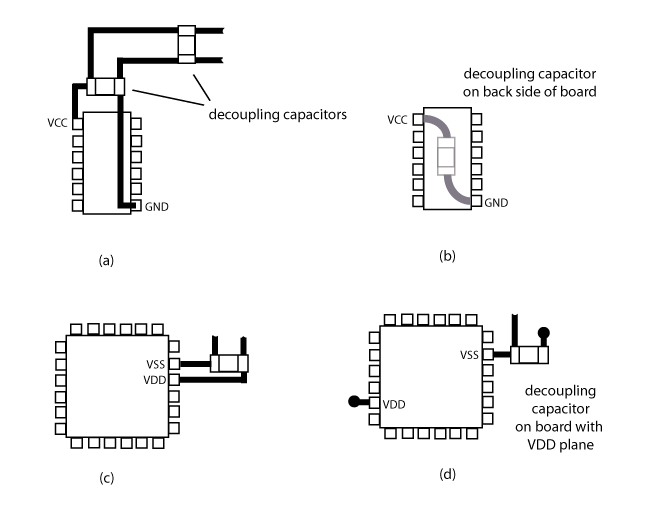 decoupling capacitors
VCC
GND
(a)
decoupling capacitor
on back side of board
VCC
GND
(b)
VSS
VDD
(c)
VSS
VDD
decoupling
capacitor
on board with
VDD plane
(d)